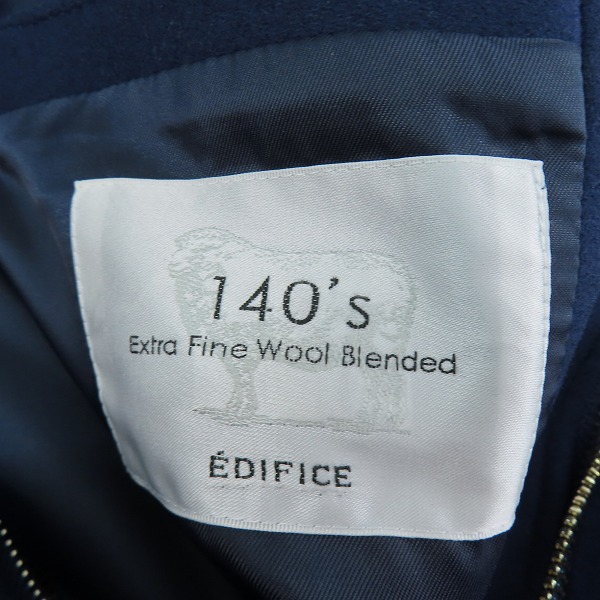 140's
Extra Fine Wool Blended
ÉDIFICE